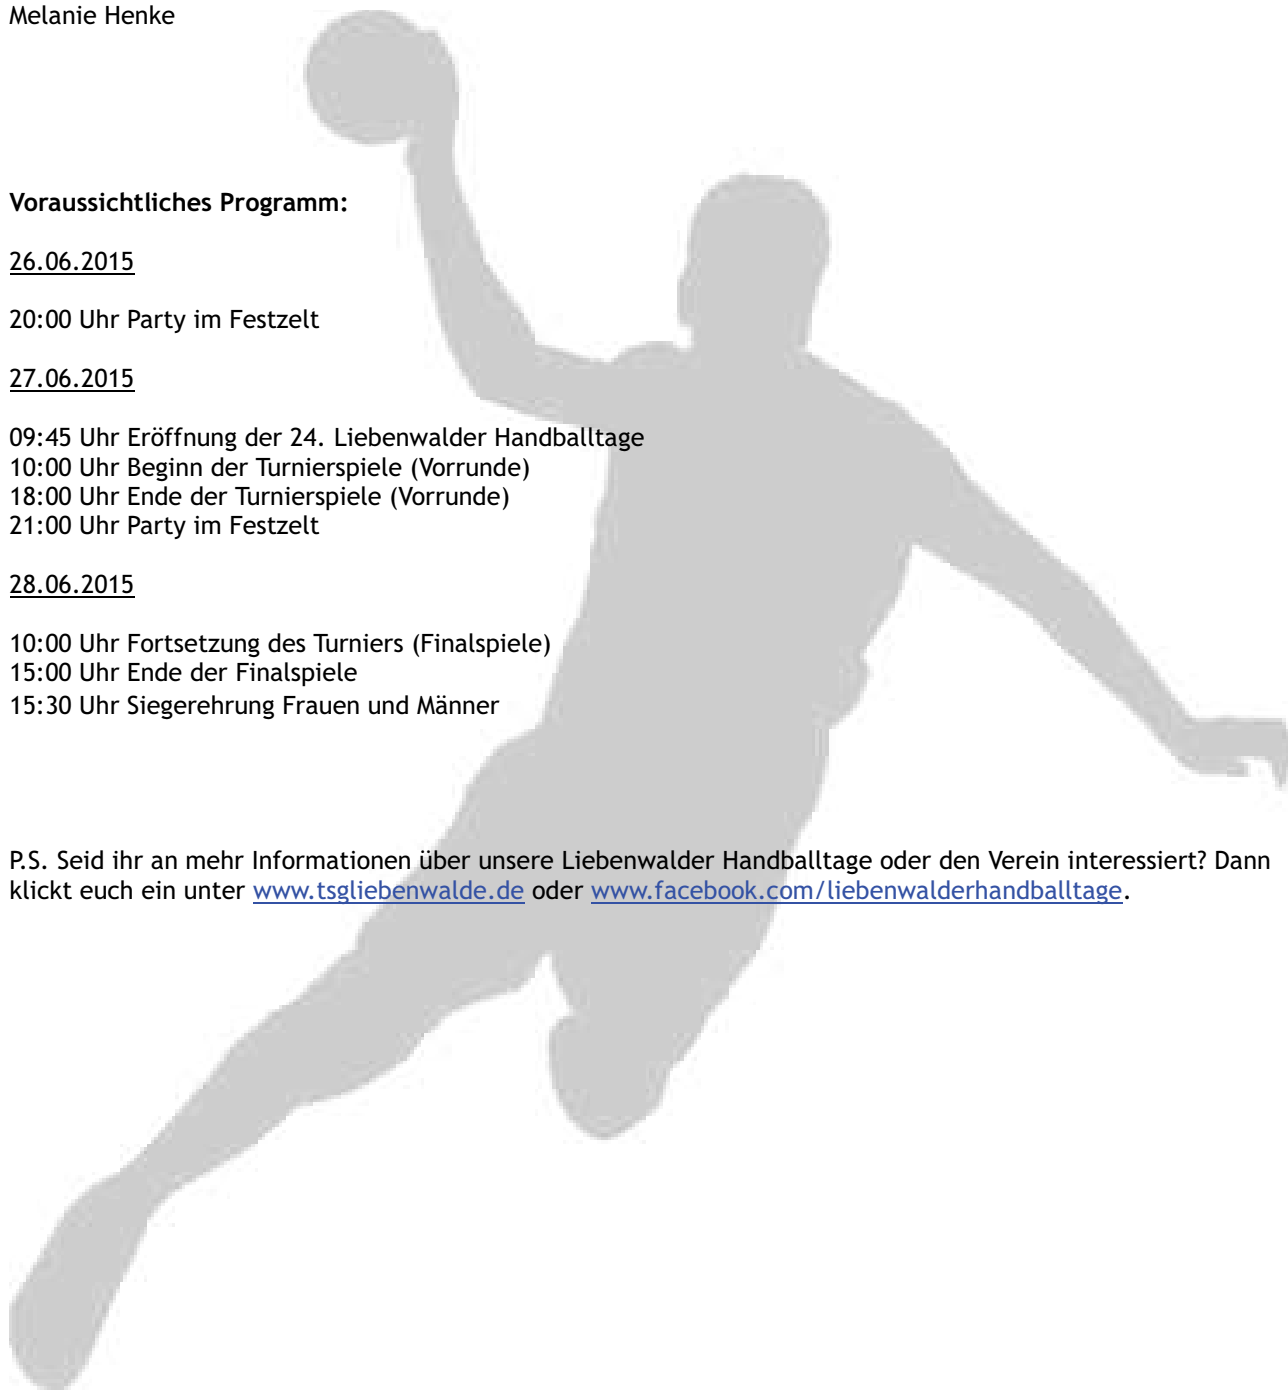 Melanie Henke
Voraussichtliches Programm:
26.06.2015
20:00 Uhr Party im Festzelt
27.06.2015
09:45 Uhr Eröffnung der 24. Liebenwalder Handballtage
10:00 Uhr Beginn der Turnierspiele (Vorrunde)
18:00 Uhr Ende der Turnierspiele (Vorrunde)
21:00 Uhr Party im Festzelt
28.06.2015
10:00 Uhr Fortsetzung des Turniers (Finalspiele)
15:00 Uhr Ende der Finalspiele
15:30 Uhr Siegerehrung Frauen und Männer
P.S. Seid ihr an mehr Informationen über unsere Liebenwalder Handballtage oder den Verein interessiert? Dann
klickt euch ein unter www.tsgliebenwalde.de oder www.facebook.com/liebenwalderhandballtage.